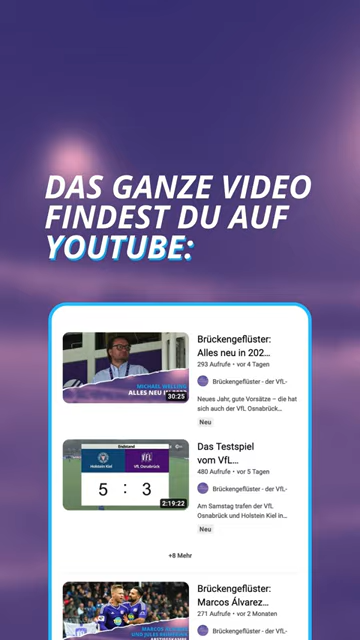 DAS GANZE VIDEO
FINDEST DU AUF
YOUTUBE:
Brückengeflüster:
Alles neu in 202...
293 Aufrufe • vor 4 Tagen
Brückengeflüster - der VfL-
Neues Jahr, gute Vorsätze – die hat
sich auch der VfL Osnabrück...
Neu
MICHAEL WELLING
ALLES NEU IN
30:25
Das Testspiel
vom VfL...
480 Aufrufe • vor 5 Tagen
Brückengeflüster - der VfL-
Am Samstag trafen der VfL
Osnabrück und Holstein Kiel in...
Neu
Endstand
Holstein Kiel
VfL Osnabrück
5 : 3
2:19:22
+8 Mehr
Brückengeflüster:
Marcos Álvarez...
271 Aufrufe • vor 2 Monaten
Brückengeflüster - der VfL-